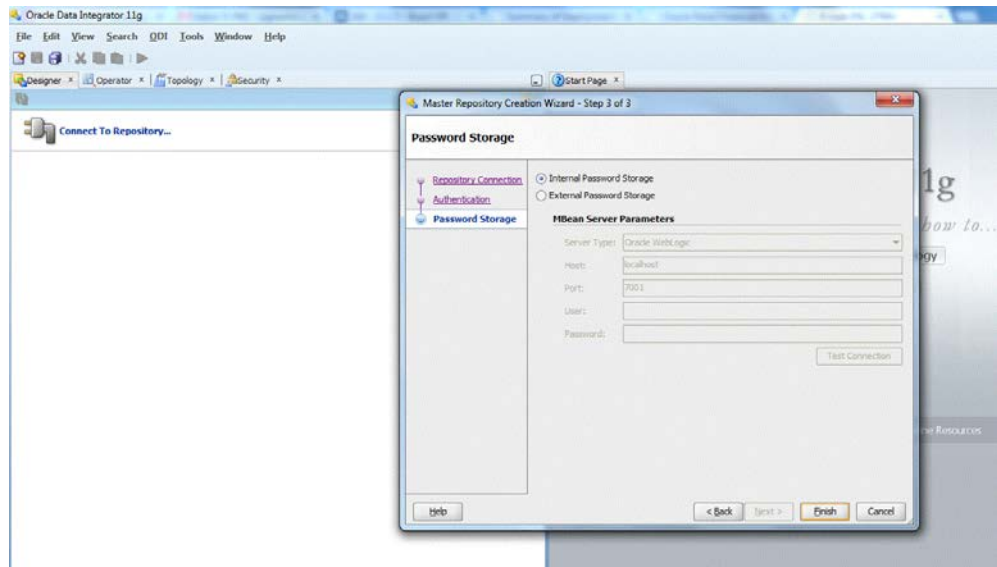 Oracle Data Integrator 11g
File Edit View Search ODI Tools Window Help
Designer x Operator x Topology x Security x Start Page x
Connect To Repository...
Master Repository Creation Wizard - Step 3 of 3
Password Storage
Repository Connection
Authentication
Password Storage
Internal Password Storage
External Password Storage
MBean Server Parameters
Server Type: Oracle WebLogic
Host: localhost
Port: 7001
User:
Password:
Test Connection
Help < Back Next > Finish Cancel
1g
how to...
ogy
ne Resources